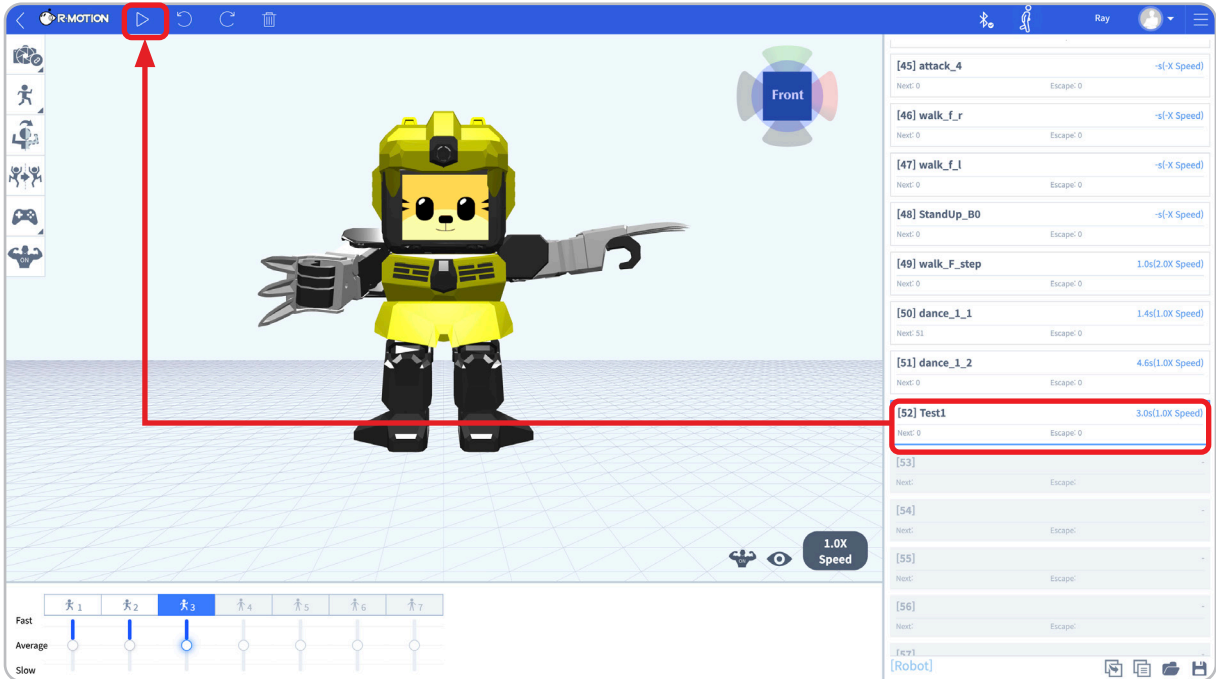 R·MOTION
Ray
Front
ON
[45] attack_4 -s(-X Speed)
Next: 0 Escape: 0
[46] walk_f_r -s(-X Speed)
Next: 0 Escape: 0
[47] walk_f_l -s(-X Speed)
Next: 0 Escape: 0
[48] StandUp_B0 -s(-X Speed)
Next: 0 Escape: 0
[49] walk_F_step 1.0s(2.0X Speed)
Next: 0 Escape: 0
[50] dance_1_1 1.4s(1.0X Speed)
Next: 51 Escape: 0
[51] dance_1_2 4.6s(1.0X Speed)
Next: 0 Escape: 0
[52] Test1 3.0s(1.0X Speed)
Next: 0 Escape: 0
[53] -
Next: Escape:
[54] -
Next: Escape:
[55] -
Next: Escape:
[56] -
Next: Escape:
[57] -
[Robot]
ON
1.0X
Speed
1 2 3 4 5 6 7
Fast
Average
Slow